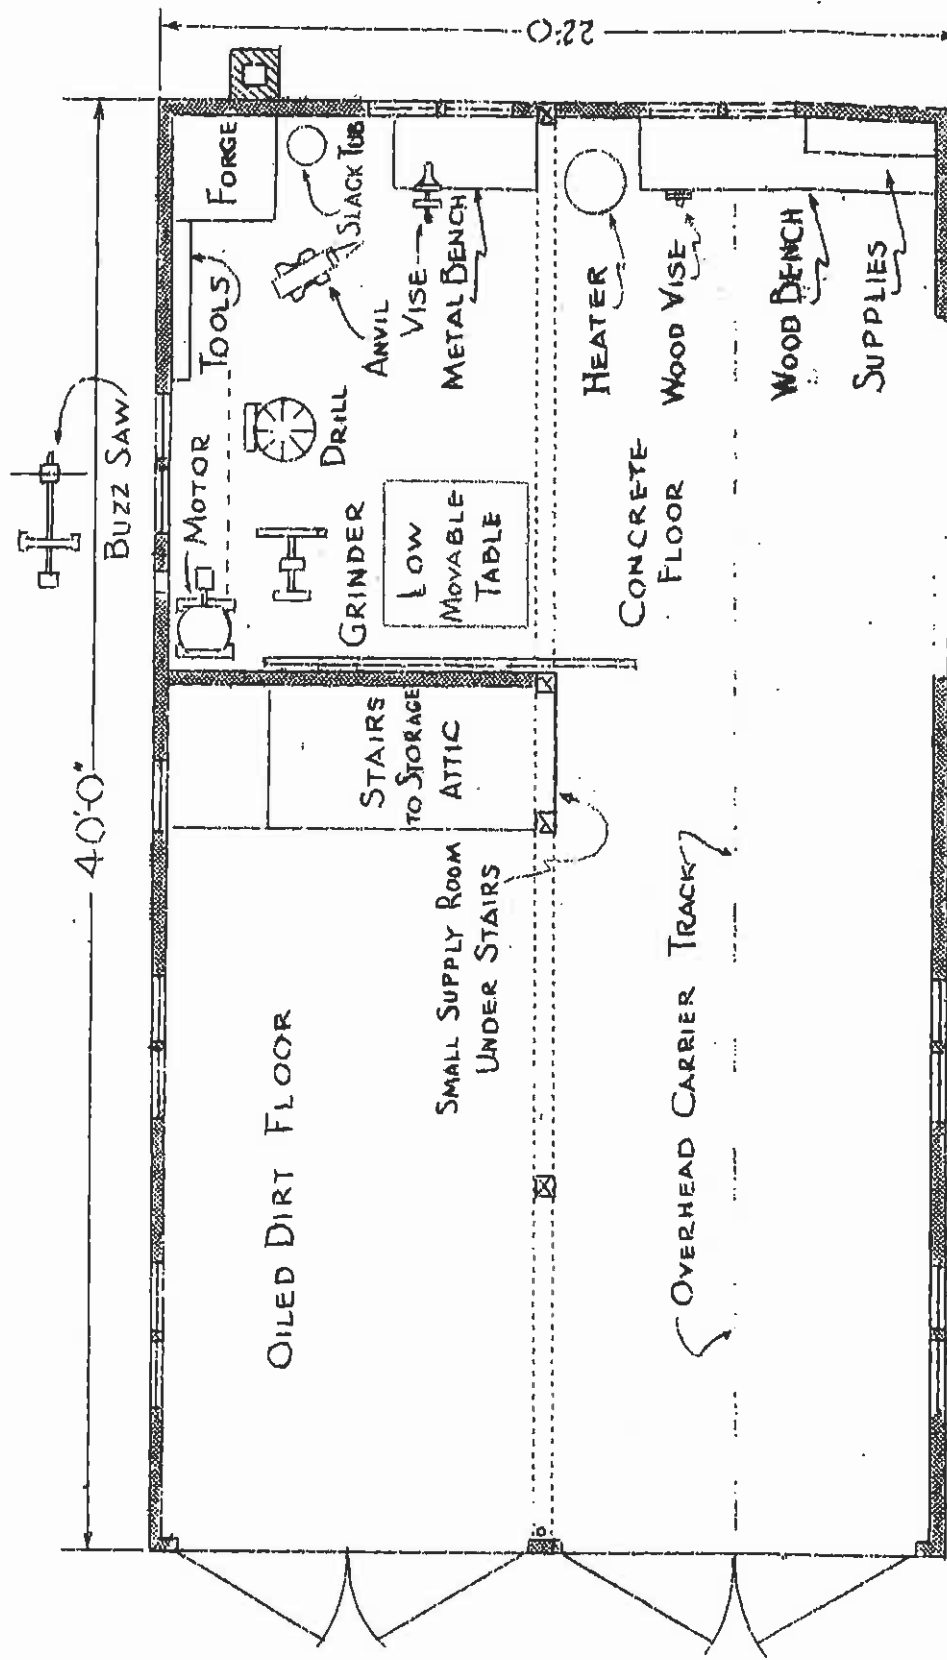 40'-0"
22'-0
BUZZ SAW
MOTOR
TOOLS
FORGE
SLACK TUB
ANVIL
DRILL
GRINDER
VISE
METAL BENCH
LOW
MOVABLE
TABLE
STAIRS
TO STORAGE
ATTIC
SMALL SUPPLY ROOM
UNDER STAIRS
OILED DIRT FLOOR
HEATER
WOOD VISE
WOOD BENCH
SUPPLIES
CONCRETE
FLOOR
OVERHEAD CARRIER TRACK